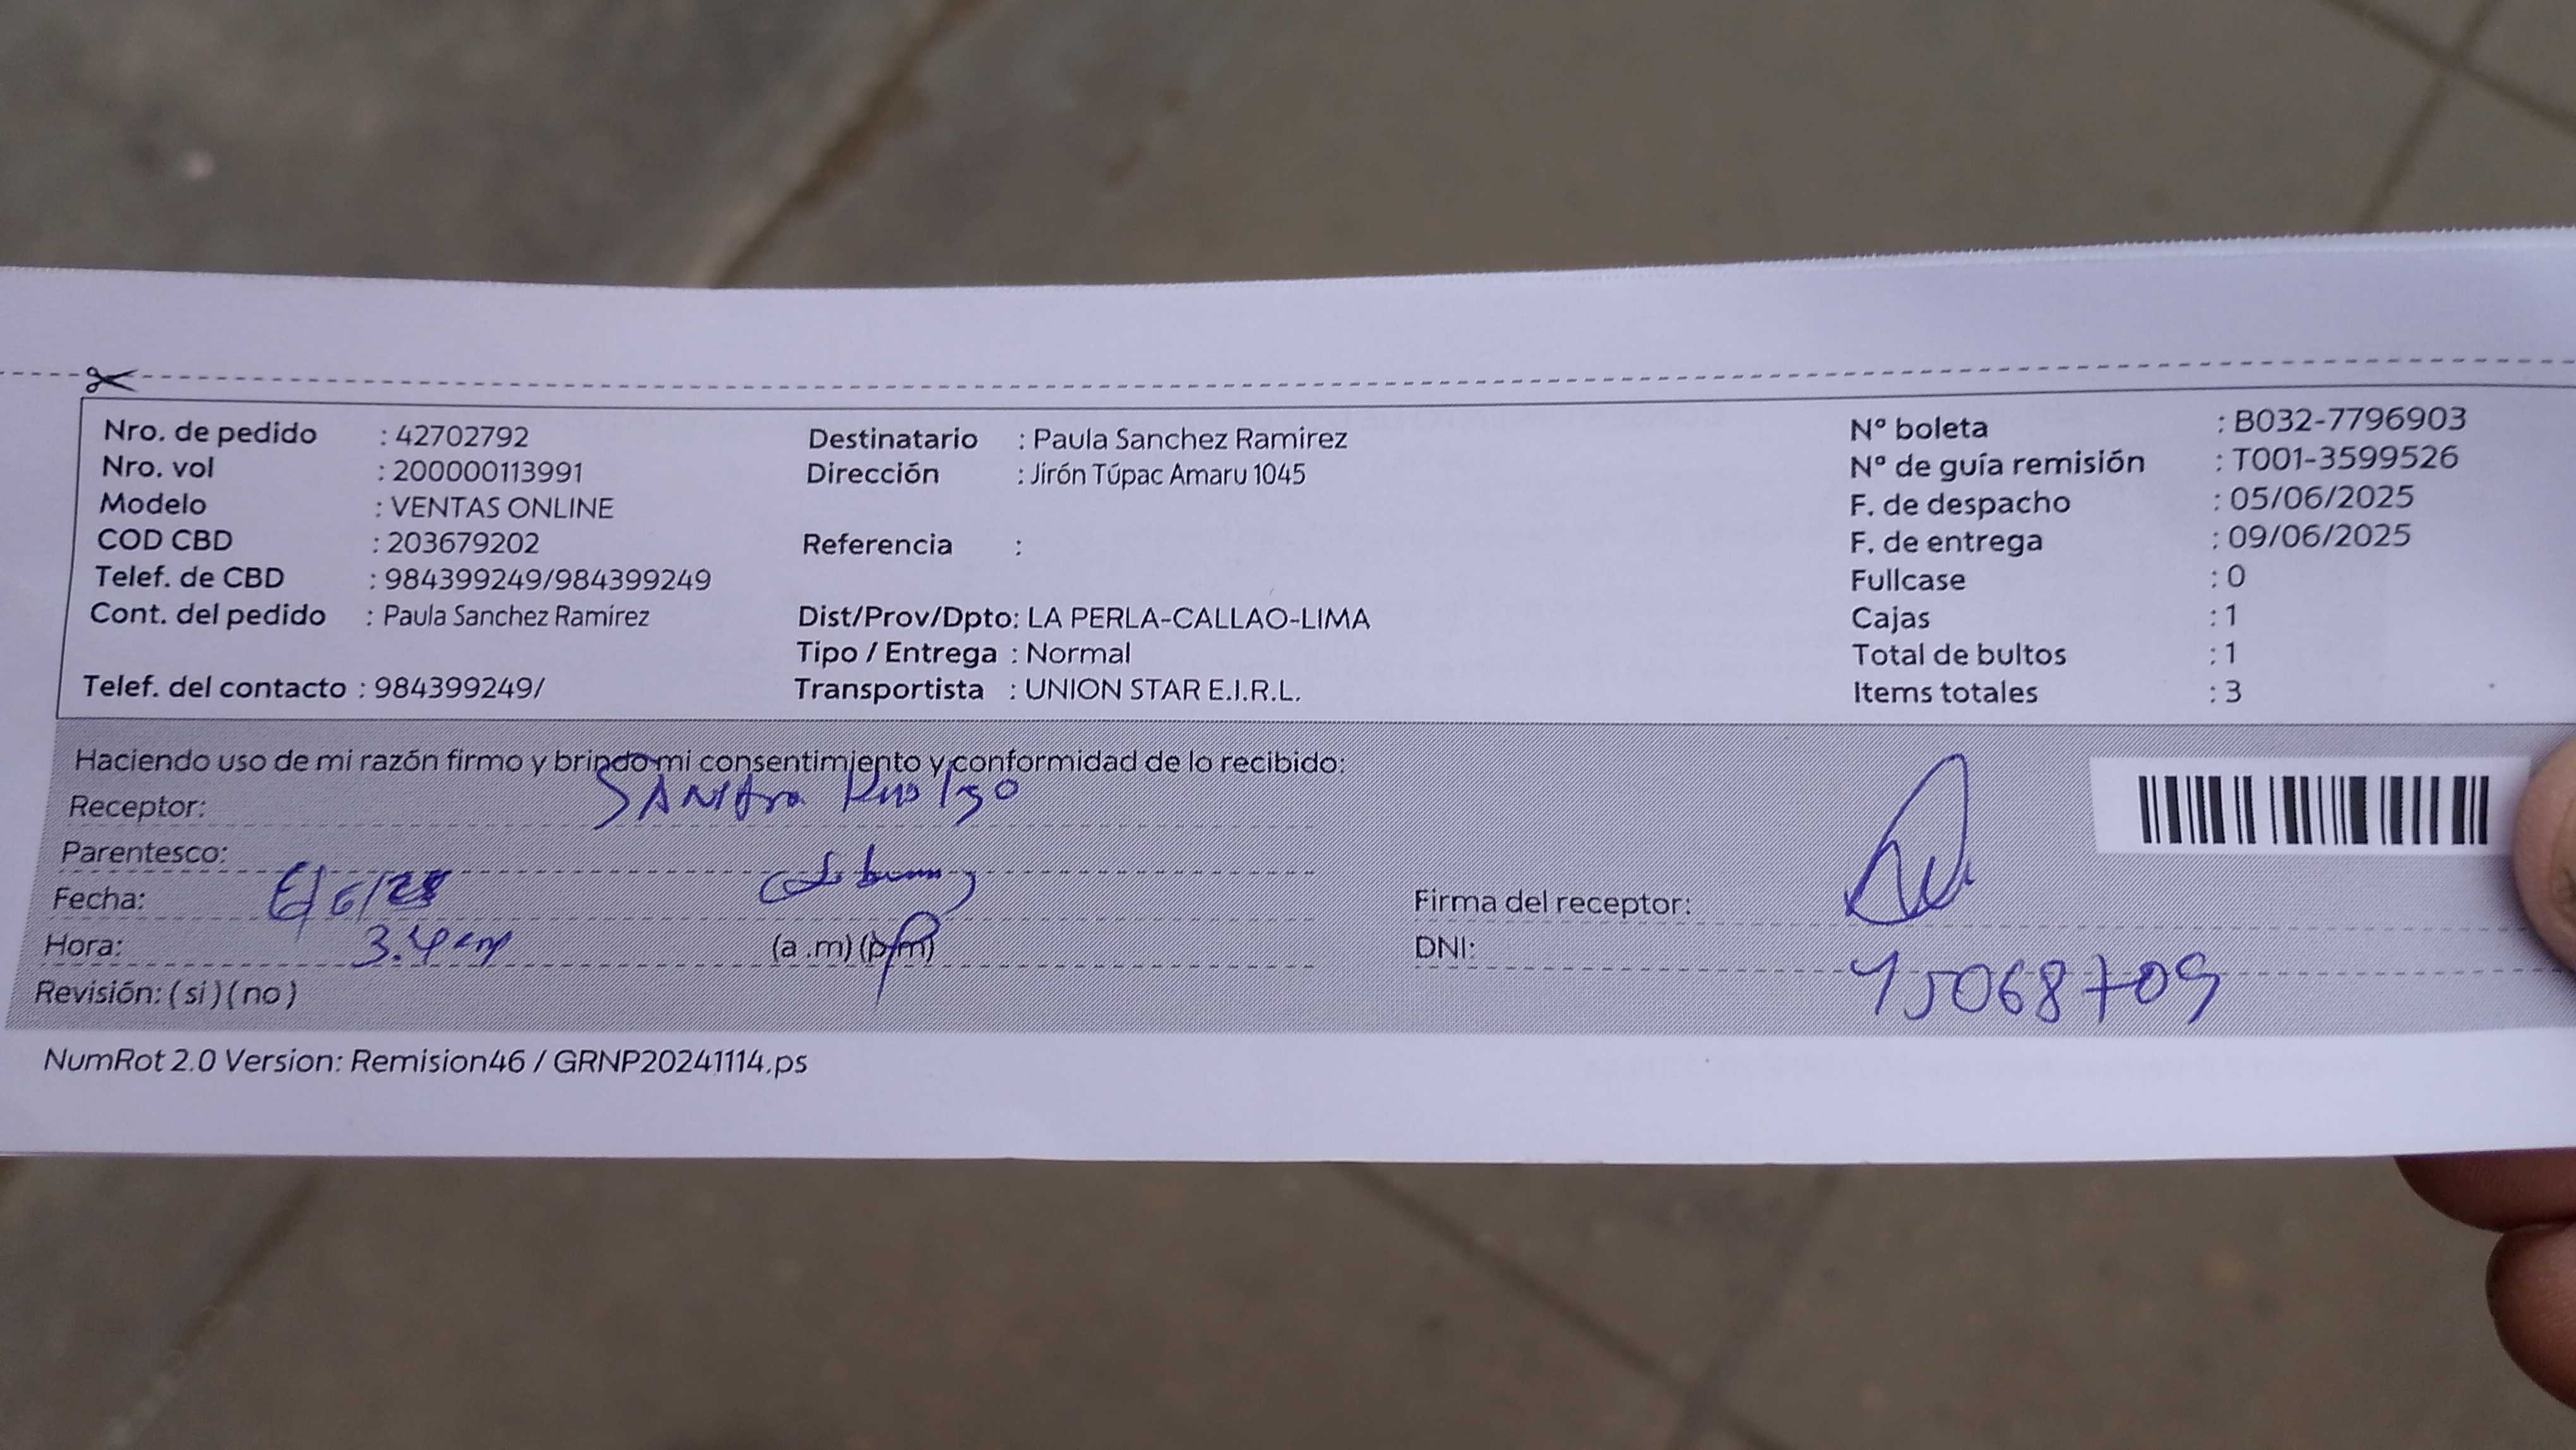 Nro. de pedido : 42702792
Nro. vol : 200000113991
Modelo : VENTAS ONLINE
COD CBD : 203679202
Telef. de CBD : 984399249/984399249
Cont. del pedido : Paula Sanchez Ramirez
Telef. del contacto : 984399249/
Destinatario : Paula Sanchez Ramirez
Dirección : Jirón Túpac Amaru 1045
Referencia :
Dist/Prov/Dpto: LA PERLA-CALLAO-LIMA
Tipo / Entrega : Normal
Transportista : UNION STAR E.I.R.L.
N° boleta : B032-7796903
N° de guía remisión : T001-3599526
F. de despacho : 05/06/2025
F. de entrega : 09/06/2025
Fullcase : 0
Cajas : 1
Total de bultos : 1
Items totales : 3
Haciendo uso de mi razón firmo y brindo mi consentimiento y conformidad de lo recibido:
Receptor:
Parentesco:
Fecha:
Hora: (a .m) (p.m)
Revisión: ( si ) ( no )
Firma del receptor:
DNI: 45068709
NumRot 2.0 Version: Remision46 / GRNP20241114.ps